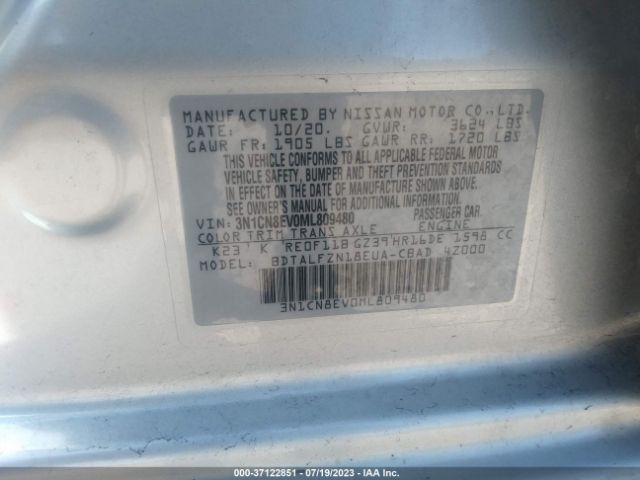 MANUFACTURED BY NISSAN MOTOR CO., LTD.
DATE: 10/20. GVWR: 3624 LBS
GAWR FR: 1905 LBS GAWR RR: 1720 LBS
THIS VEHICLE CONFORMS TO ALL APPLICABLE FEDERAL MOTOR
VEHICLE SAFETY, BUMPER AND THEFT PREVENTION STANDARDS
IN EFFECT ON THE DATE OF MANUFACTURE SHOWN ABOVE.
SEE OWNER'S MANUAL FOR ADDITIONAL INFORMATION.
VIN: 3N1CN8EV0ML809480 PASSENGER CAR
COLOR TRIM TRANS AXLE ENGINE
K23 K RE0F11B GZ39 HR16DE 1598 CC
MODEL: BDTALFZN18EUA-CBAD 4Z000
3N1CN8EV0ML809480
000-37122851 / 07/19/2023 - IAA Inc.